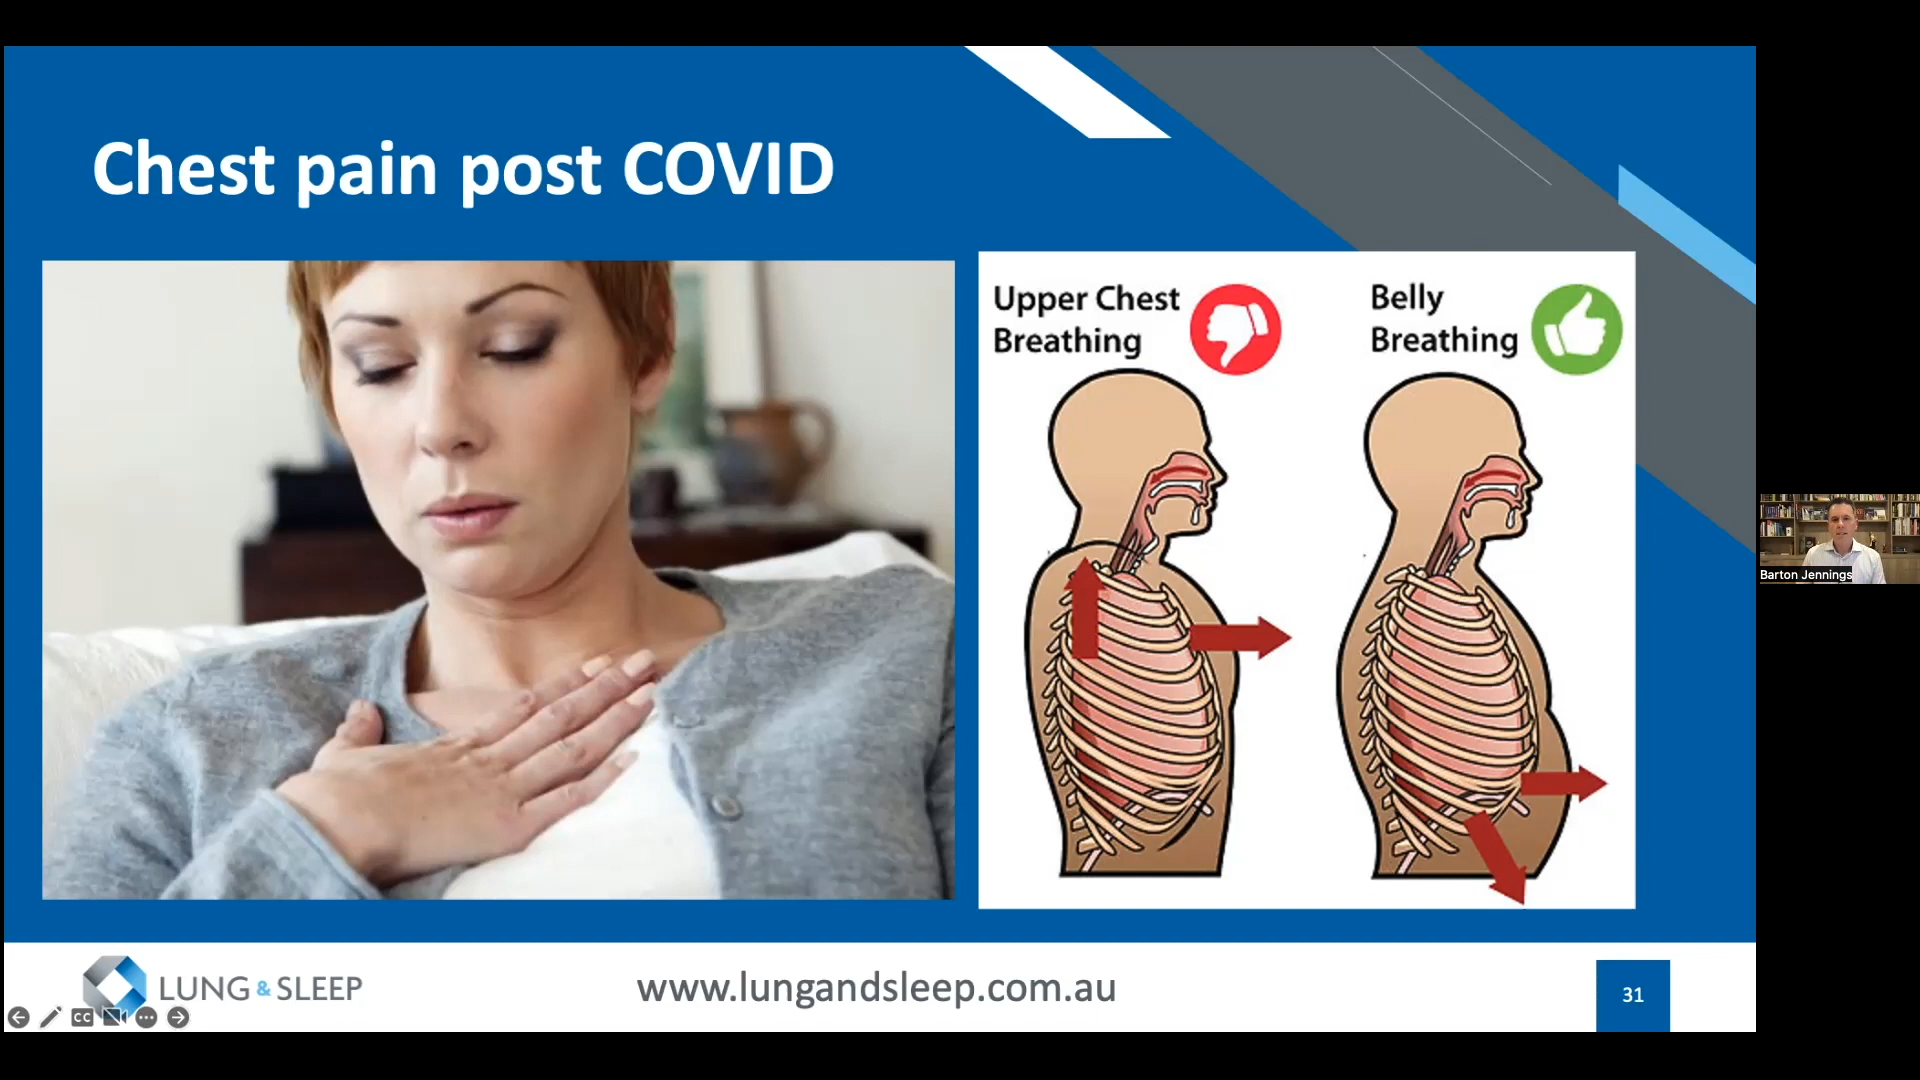 Chest pain post COVID
Upper Chest
Breathing
Belly
Breathing
Barton Jennings
LUNG & SLEEP
www.lungandsleep.com.au
31
CC